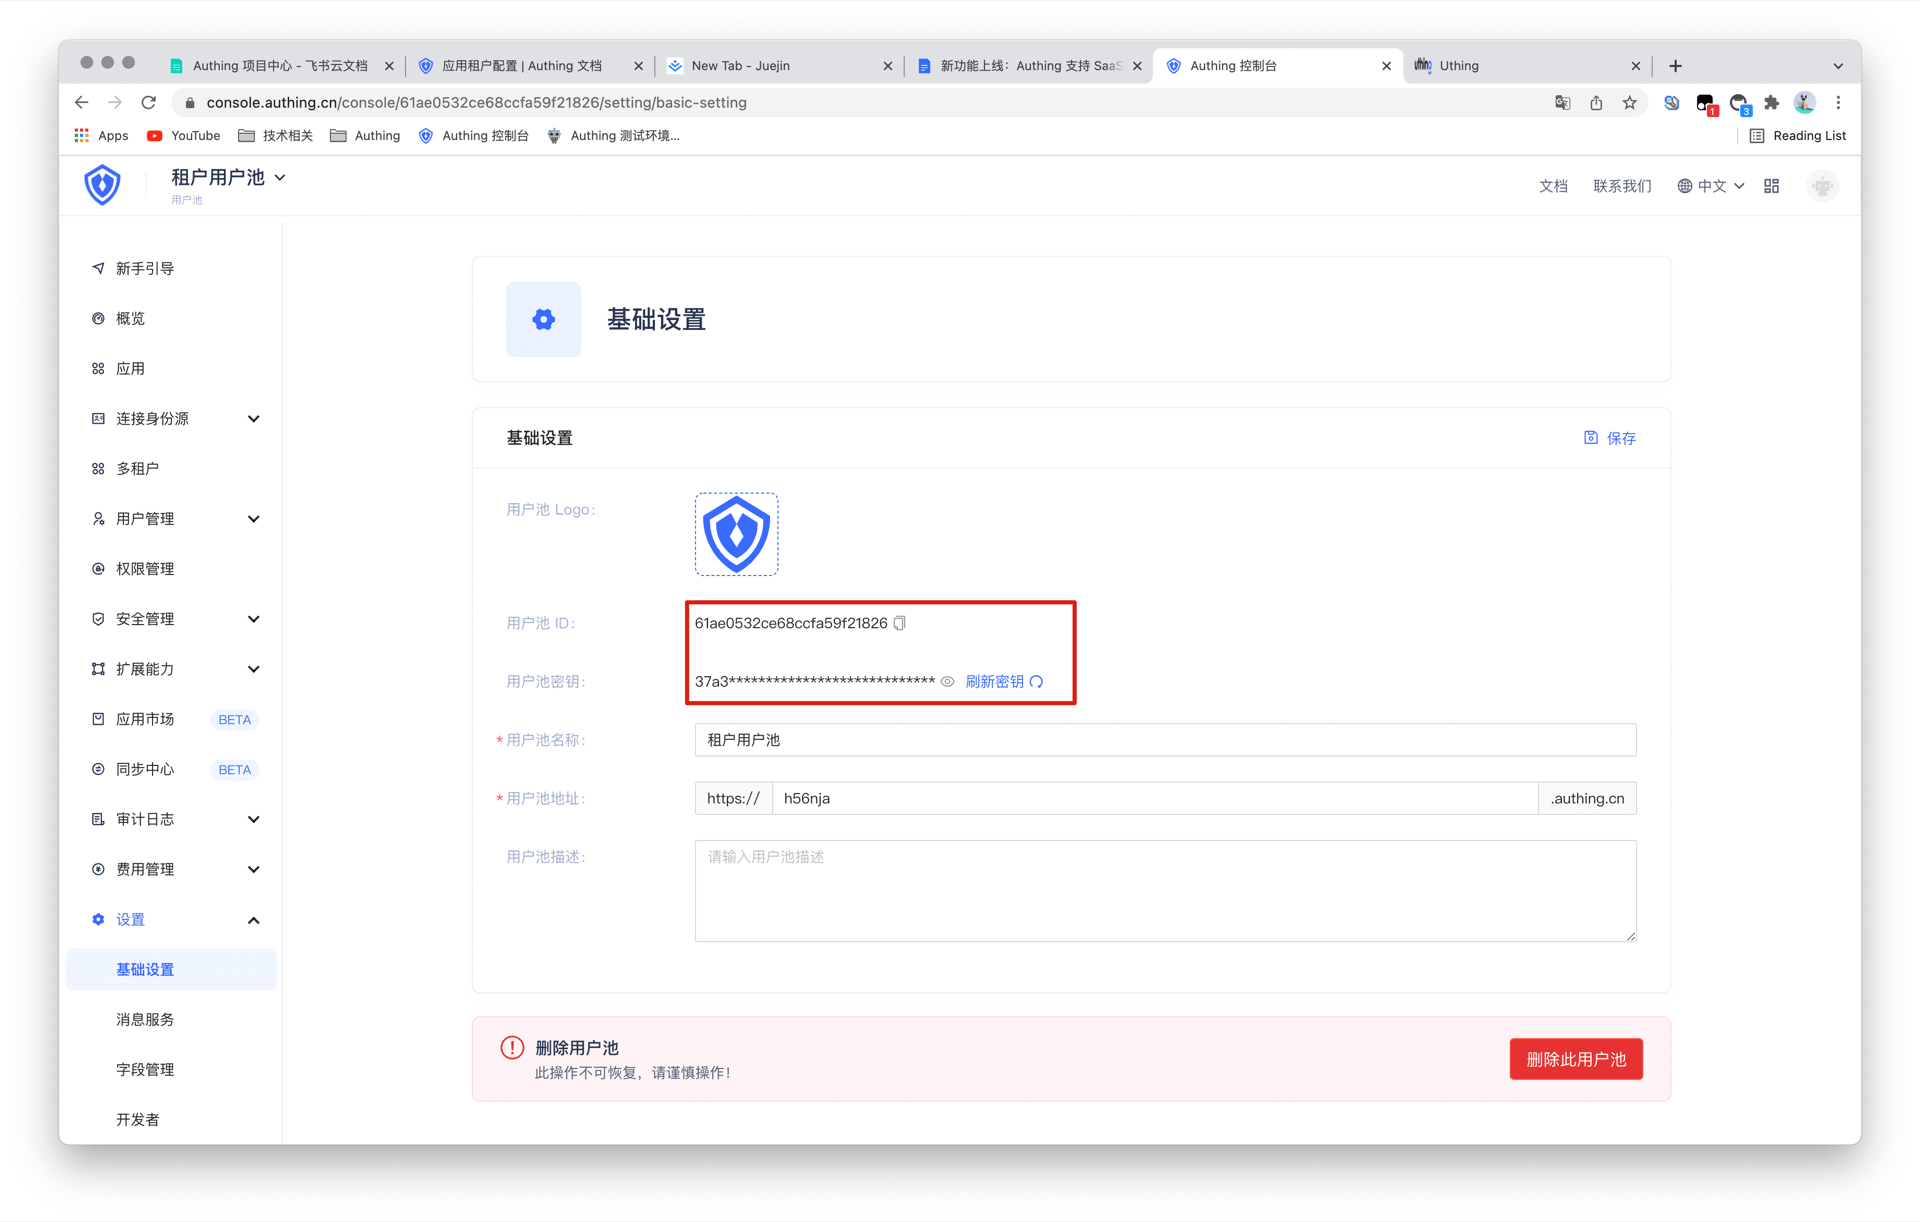 Authing 项目中心 - 飞书云文档
应用租户配置 | Authing 文档
New Tab - Juejin
新功能上线：Authing 支持 SaaS
Authing 控制台
Uthing
console.authing.cn/console/61ae0532ce68ccfa59f21826/setting/basic-setting
1
3
Apps
YouTube
技术相关
Authing
Authing 控制台
Authing 测试环境...
Reading List
租户用户池
用户池
文档
联系我们
中文
新手引导
概览
应用
连接身份源
多租户
用户管理
权限管理
安全管理
扩展能力
应用市场 BETA
同步中心 BETA
审计日志
费用管理
设置
基础设置
消息服务
字段管理
开发者
基础设置
基础设置
保存
用户池 Logo：
用户池 ID： 61ae0532ce68ccfa59f21826
用户池密钥： 37a3**************************** 刷新密钥
* 用户池名称： 租户用户池
* 用户池地址： https:// h56nja .authing.cn
用户池描述： 请输入用户池描述
删除用户池
此操作不可恢复，请谨慎操作！
删除此用户池